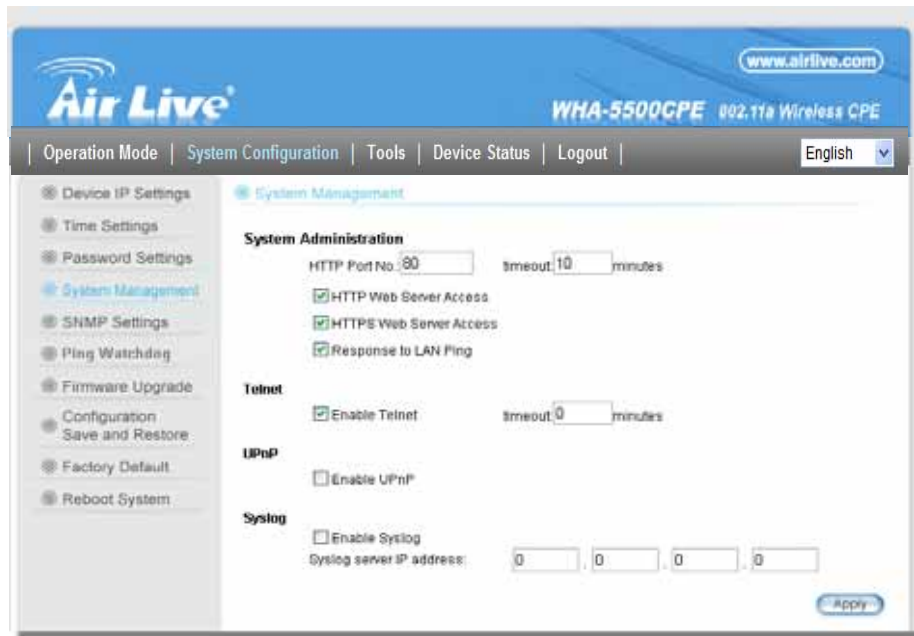 www.airlive.com
Air Live
WHA-5500CPE 802.11a Wireless CPE
| Operation Mode | System Configuration | Tools | Device Status | Logout | English
Device IP Settings
Time Settings
Password Settings
System Management
SNMP Settings
Ping Watchdog
Firmware Upgrade
Configuration
Save and Restore
Factory Default
Reboot System
System Management
System Administration
HTTP Port No.: 80 timeout: 10 minutes
HTTP Web Server Access
HTTPS Web Server Access
Response to LAN Ping
Telnet
Enable Telnet timeout: 0 minutes
UPnP
Enable UPnP
Syslog
Enable Syslog
Syslog server IP address: 0 . 0 . 0 . 0
Apply